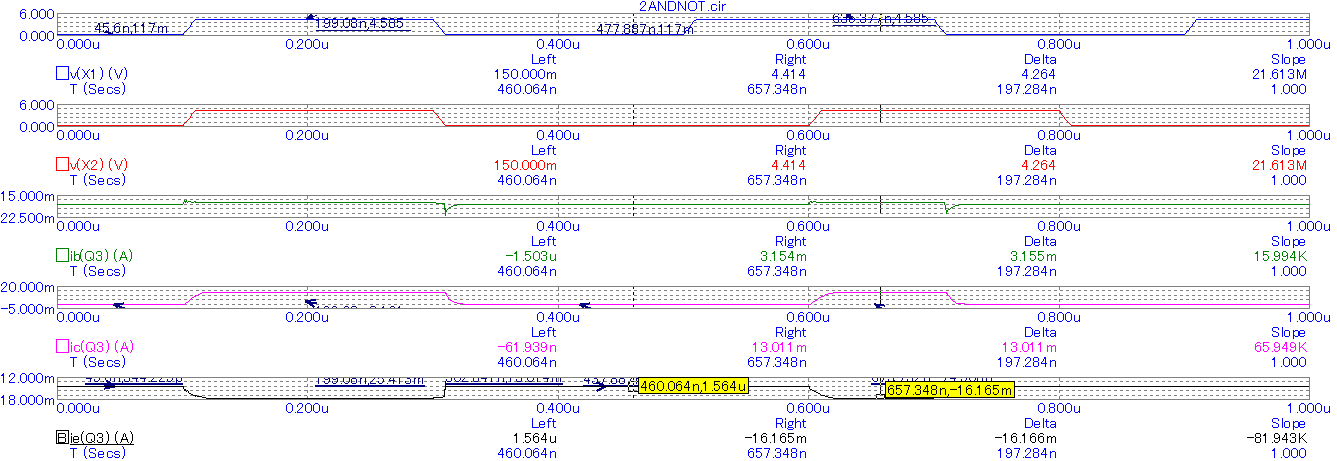 2ANDNOT.cir
6.000
45.6n,117m 199.08n,4.585 477.887n,117m
0.000
0.000u 0.200u 0.400u 0.600u 0.800u 1.000u
Left Right Delta Slope
v(X1) (V) 150.000m 4.414 4.264 21.613M
T (Secs) 460.064n 657.348n 197.284n 1.000
6.000
0.000
0.000u 0.200u 0.400u 0.600u 0.800u 1.000u
Left Right Delta Slope
v(X2) (V) 150.000m 4.414 4.264 21.613M
T (Secs) 460.064n 657.348n 197.284n 1.000
15.000m
22.500m
0.000u 0.200u 0.400u 0.600u 0.800u 1.000u
Left Right Delta Slope
ib(Q3) (A) -1.503u 3.154m 3.155m 15.994K
T (Secs) 460.064n 657.348n 197.284n 1.000
20.000m
-5.000m
0.000u 0.200u 0.400u 0.600u 0.800u 1.000u
Left Right Delta Slope
ic(Q3) (A) -61.939n 13.011m 13.011m 65.949K
T (Secs) 460.064n 657.348n 197.284n 1.000
12.000m
199.08n,25.413m 460.064n,1.564u 657.348n,-16.165m
18.000m
0.000u 0.200u 0.400u 0.600u 0.800u 1.000u
Left Right Delta Slope
B ie(Q3) (A) 1.564u -16.165m -16.166m -81.943K
T (Secs) 460.064n 657.348n 197.284n 1.000